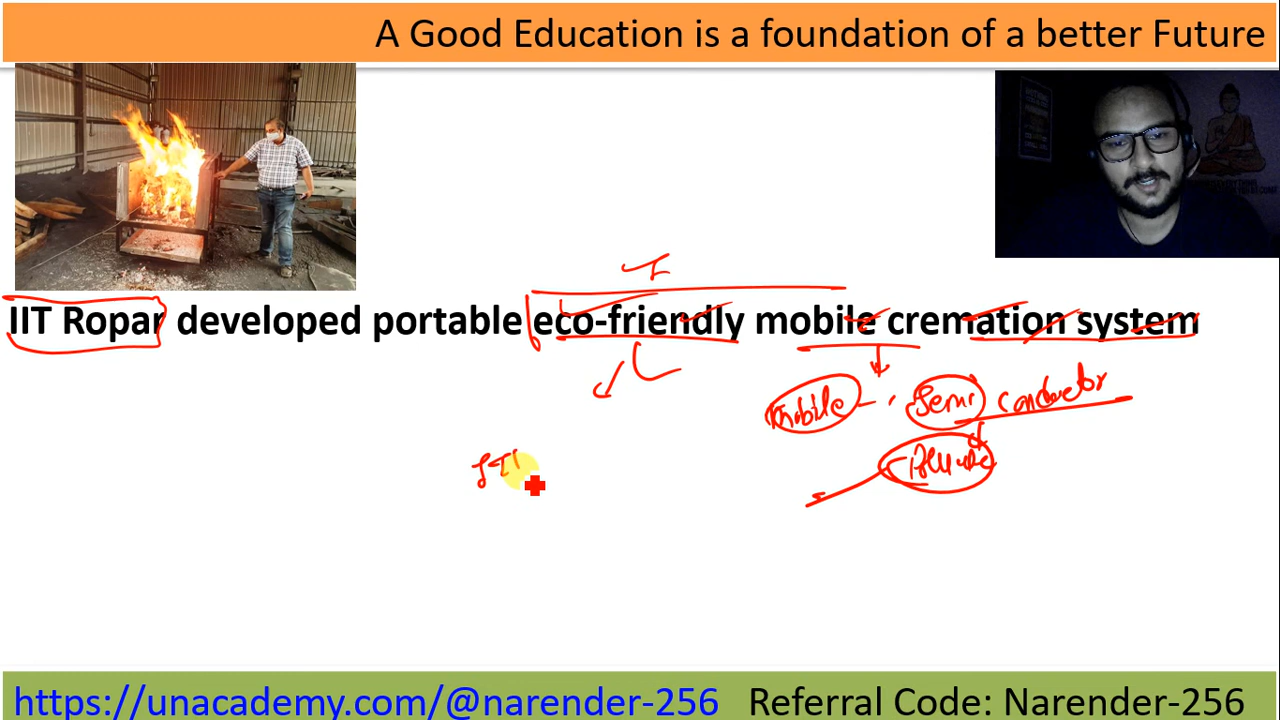 A Good Education is a foundation of a better Future
IIT Ropar developed portable eco-friendly mobile cremation system
mobile
Semi conductor
https://unacademy.com/@narender-256 Referral Code: Narender-256